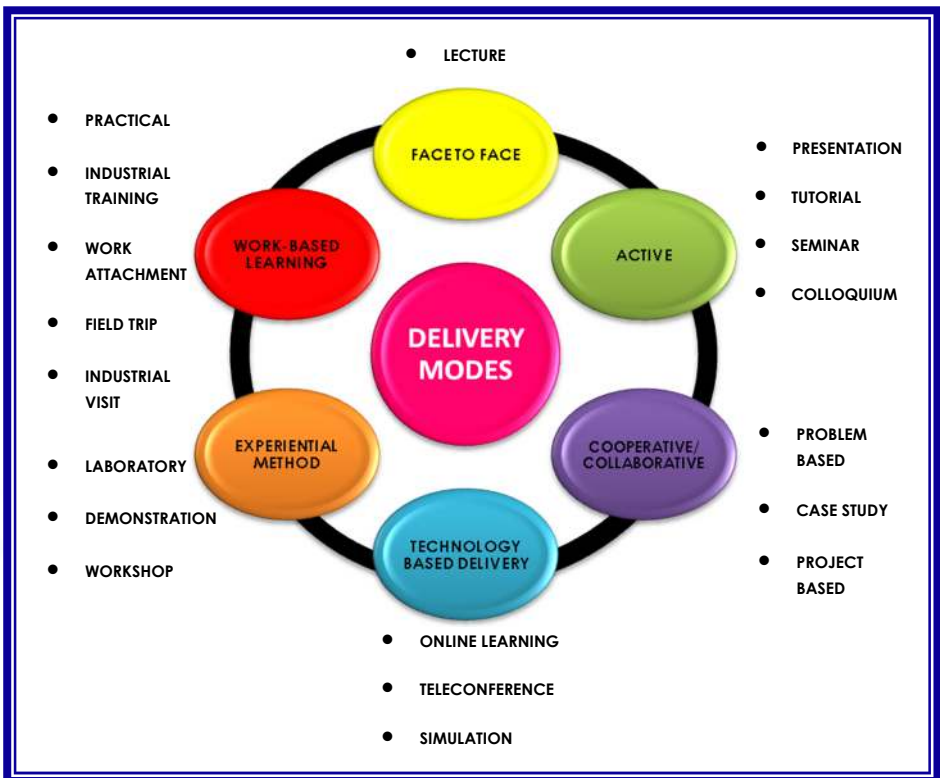 LECTURE
FACE TO FACE
PRACTICAL
INDUSTRIAL
TRAINING
WORK
ATTACHMENT
FIELD TRIP
INDUSTRIAL
VISIT
WORK-BASED
LEARNING
PRESENTATION
TUTORIAL
SEMINAR
COLLOQUIUM
ACTIVE
DELIVERY
MODES
EXPERIENTIAL
METHOD
LABORATORY
DEMONSTRATION
WORKSHOP
COOPERATIVE/
COLLABORATIVE
PROBLEM
BASED
CASE STUDY
PROJECT
BASED
TECHNOLOGY
BASED DELIVERY
ONLINE LEARNING
TELECONFERENCE
SIMULATION